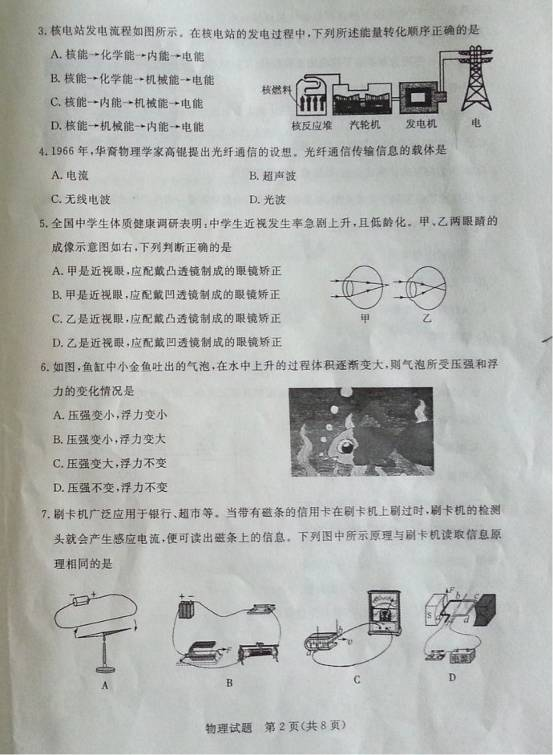 3. 核电站发电流程如图所示。在核电站的发电过程中,下列所述能量转化顺序正确的是
A. 核能→化学能→内能→电能
B. 核能→化学能→机械能→电能
C. 核能→内能→机械能→电能
D. 核能→机械能→内能→电能
核燃料
核反应堆 汽轮机 发电机 电
4. 1966年,华裔物理学家高锟提出光纤通信的设想。光纤通信传输信息的载体是
A. 电流 B. 超声波
C. 无线电波 D. 光波
5. 全国中学生体质健康调研表明:中学生近视发生率急剧上升,且低龄化。甲、乙两眼睛的
成像示意图如右,下列判断正确的是
A. 甲是近视眼,应配戴凸透镜制成的眼镜矫正
B. 甲是近视眼,应配戴凹透镜制成的眼镜矫正
C. 乙是近视眼,应配戴凸透镜制成的眼镜矫正
D. 乙是近视眼,应配戴凹透镜制成的眼镜矫正
甲 乙
6. 如图,鱼缸中小金鱼吐出的气泡,在水中上升的过程体积逐渐变大,则气泡所受压强和浮
力的变化情况是
A. 压强变小,浮力变小
B. 压强变小,浮力变大
C. 压强变大,浮力不变
D. 压强不变,浮力不变
7. 刷卡机广泛应用于银行、超市等。当带有磁条的信用卡在刷卡机上刷过时,刷卡机的检测
头就会产生感应电流,便可读出磁条上的信息。下列图中所示原理与刷卡机读取信息原
理相同的是
- +
+ -
F
a b v
S F b c a d
电源
A B C D
物理试题 第2页(共8页)